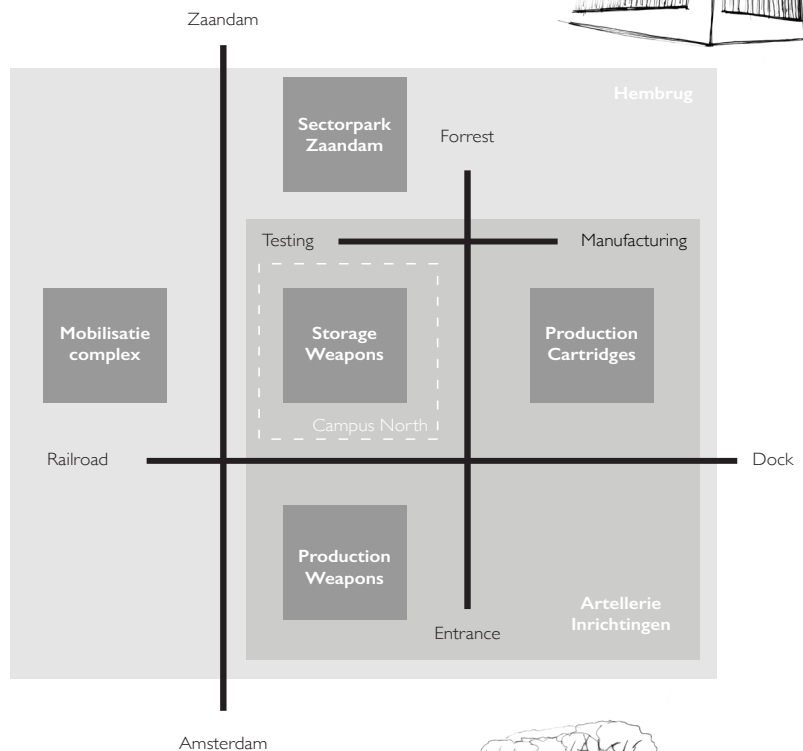 Zaandam
Hembrug
Sectorpark
Zaandam
Forrest
Testing
Manufacturing
Mobilisatie
complex
Storage
Weapons
Production
Cartridges
Campus North
Railroad
Dock
Production
Weapons
Artellerie
Inrichtingen
Entrance
Amsterdam